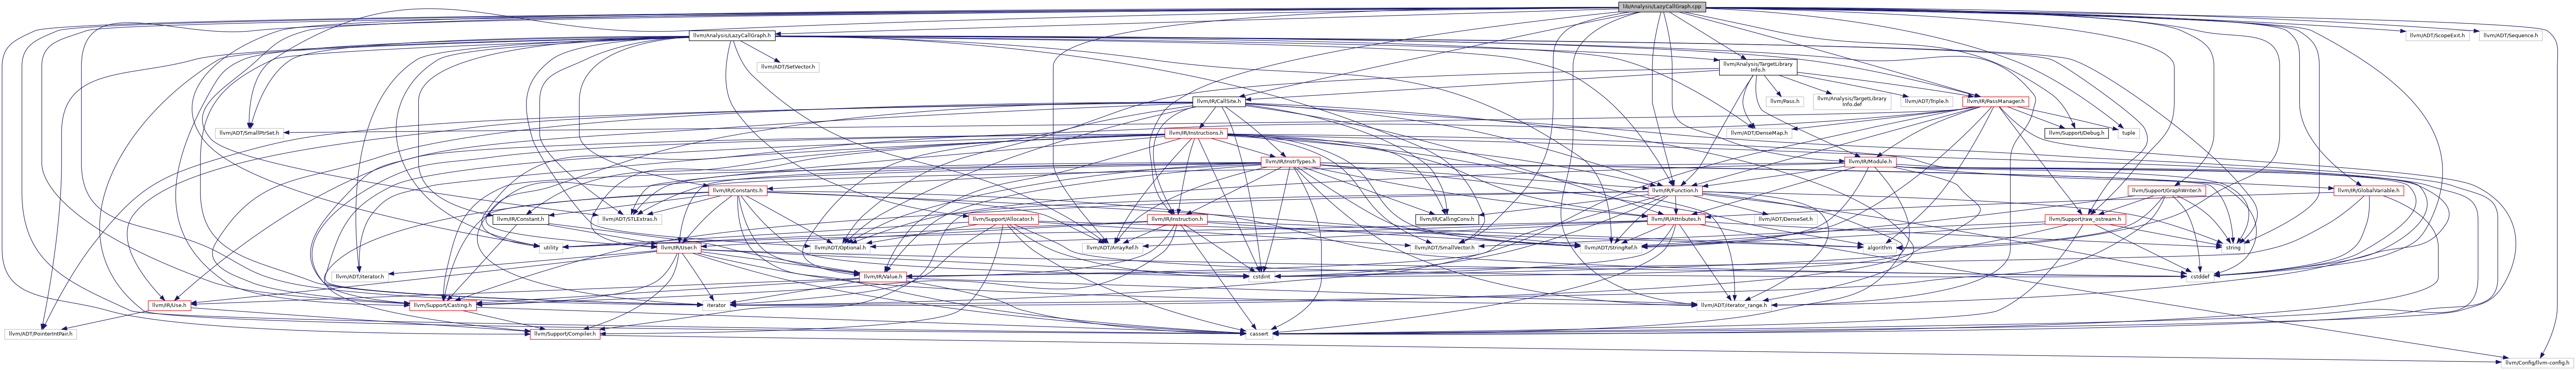 lib/Analysis/LazyCallGraph.cpp
llvm/Analysis/LazyCallGraph.h
llvm/ADT/ScopeExit.h
llvm/ADT/Sequence.h
llvm/ADT/SetVector.h
llvm/Analysis/TargetLibrary
Info.h
llvm/IR/CallSite.h
llvm/Pass.h
llvm/Analysis/TargetLibrary
Info.def
llvm/ADT/Triple.h
llvm/IR/PassManager.h
llvm/ADT/SmallPtrSet.h
llvm/IR/Instructions.h
llvm/ADT/DenseMap.h
llvm/Support/Debug.h
tuple
llvm/IR/InstrTypes.h
llvm/IR/Module.h
llvm/IR/Constants.h
llvm/IR/Function.h
llvm/Support/GraphWriter.h
llvm/IR/GlobalVariable.h
llvm/IR/Constant.h
llvm/ADT/STLExtras.h
llvm/Support/Allocator.h
llvm/IR/Instruction.h
llvm/IR/CallingConv.h
llvm/IR/Attributes.h
llvm/ADT/DenseSet.h
llvm/Support/raw_ostream.h
utility
llvm/IR/User.h
llvm/ADT/Optional.h
llvm/ADT/ArrayRef.h
llvm/ADT/SmallVector.h
llvm/ADT/StringRef.h
algorithm
string
llvm/ADT/iterator.h
llvm/IR/Value.h
cstdint
cstddef
llvm/IR/Use.h
llvm/Support/Casting.h
iterator
llvm/ADT/iterator_range.h
llvm/ADT/PointerIntPair.h
llvm/Support/Compiler.h
cassert
llvm/Config/llvm-config.h